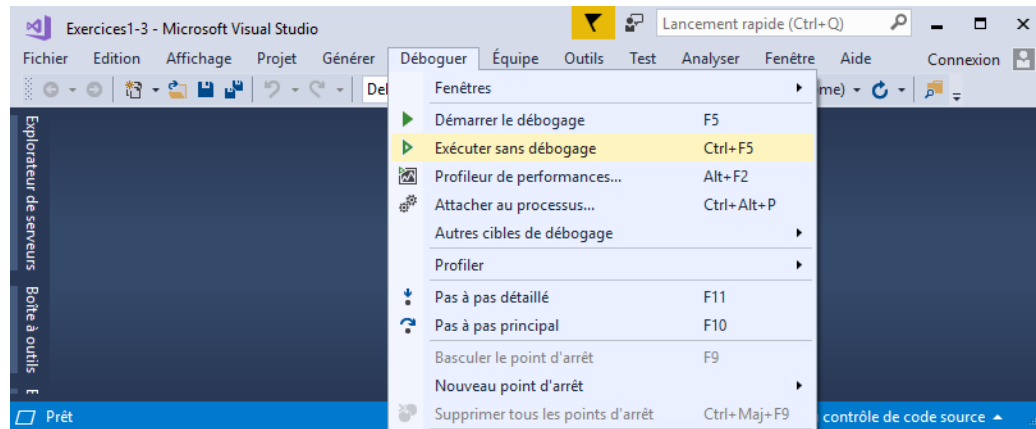 Exercices1-3 - Microsoft Visual Studio
Lancement rapide (Ctrl+Q)
Fichier Edition Affichage Projet Générer Déboguer Équipe Outils Test Analyser Fenêtre Aide Connexion
Fenêtres
Démarrer le débogage F5
Exécuter sans débogage Ctrl+F5
Profileur de performances... Alt+F2
Attacher au processus... Ctrl+Alt+P
Autres cibles de débogage
Profiler
Pas à pas détaillé F11
Pas à pas principal F10
Basculer le point d'arrêt F9
Nouveau point d'arrêt
Supprimer tous les points d'arrêt Ctrl+Maj+F9
Explorateur de serveurs
Boîte à outils
Prêt
contrôle de code source